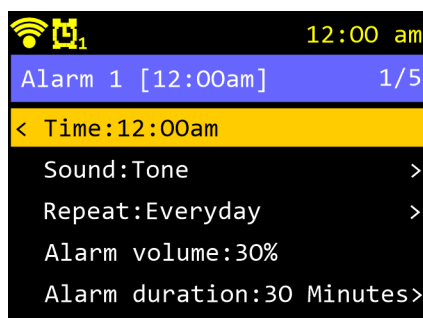 1 12:00 am
Alarm 1 [12:00am] 1/5
< Time:12:00am
Sound:Tone >
Repeat:Everyday >
Alarm volume:30%
Alarm duration:30 Minutes>